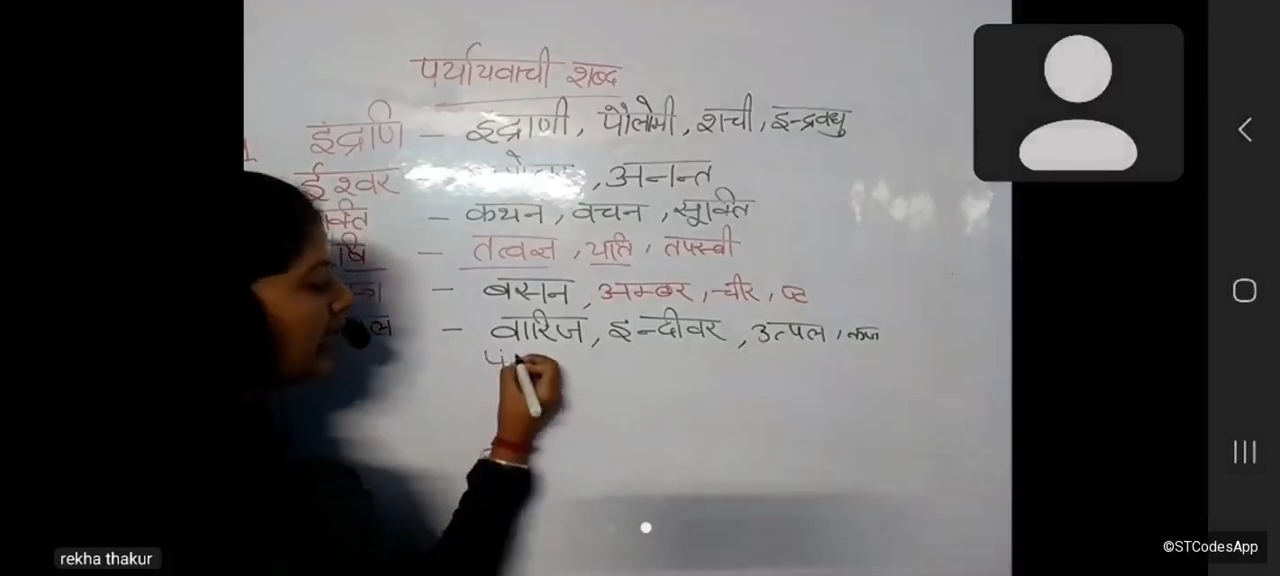 पर्यायवाची शब्द
इंद्राणि - इंद्राणी, पौलोमी, शची, इन्द्रवधु
ईश्वर - , अनन्त
- कथन, वचन, सूक्ति
- तत्वज्ञ, यति, तपस्वी
- बसन, अम्बर, चीर, पट
- वारिज, इन्दीवर, उत्पल,
rekha thakur
©STCodesApp